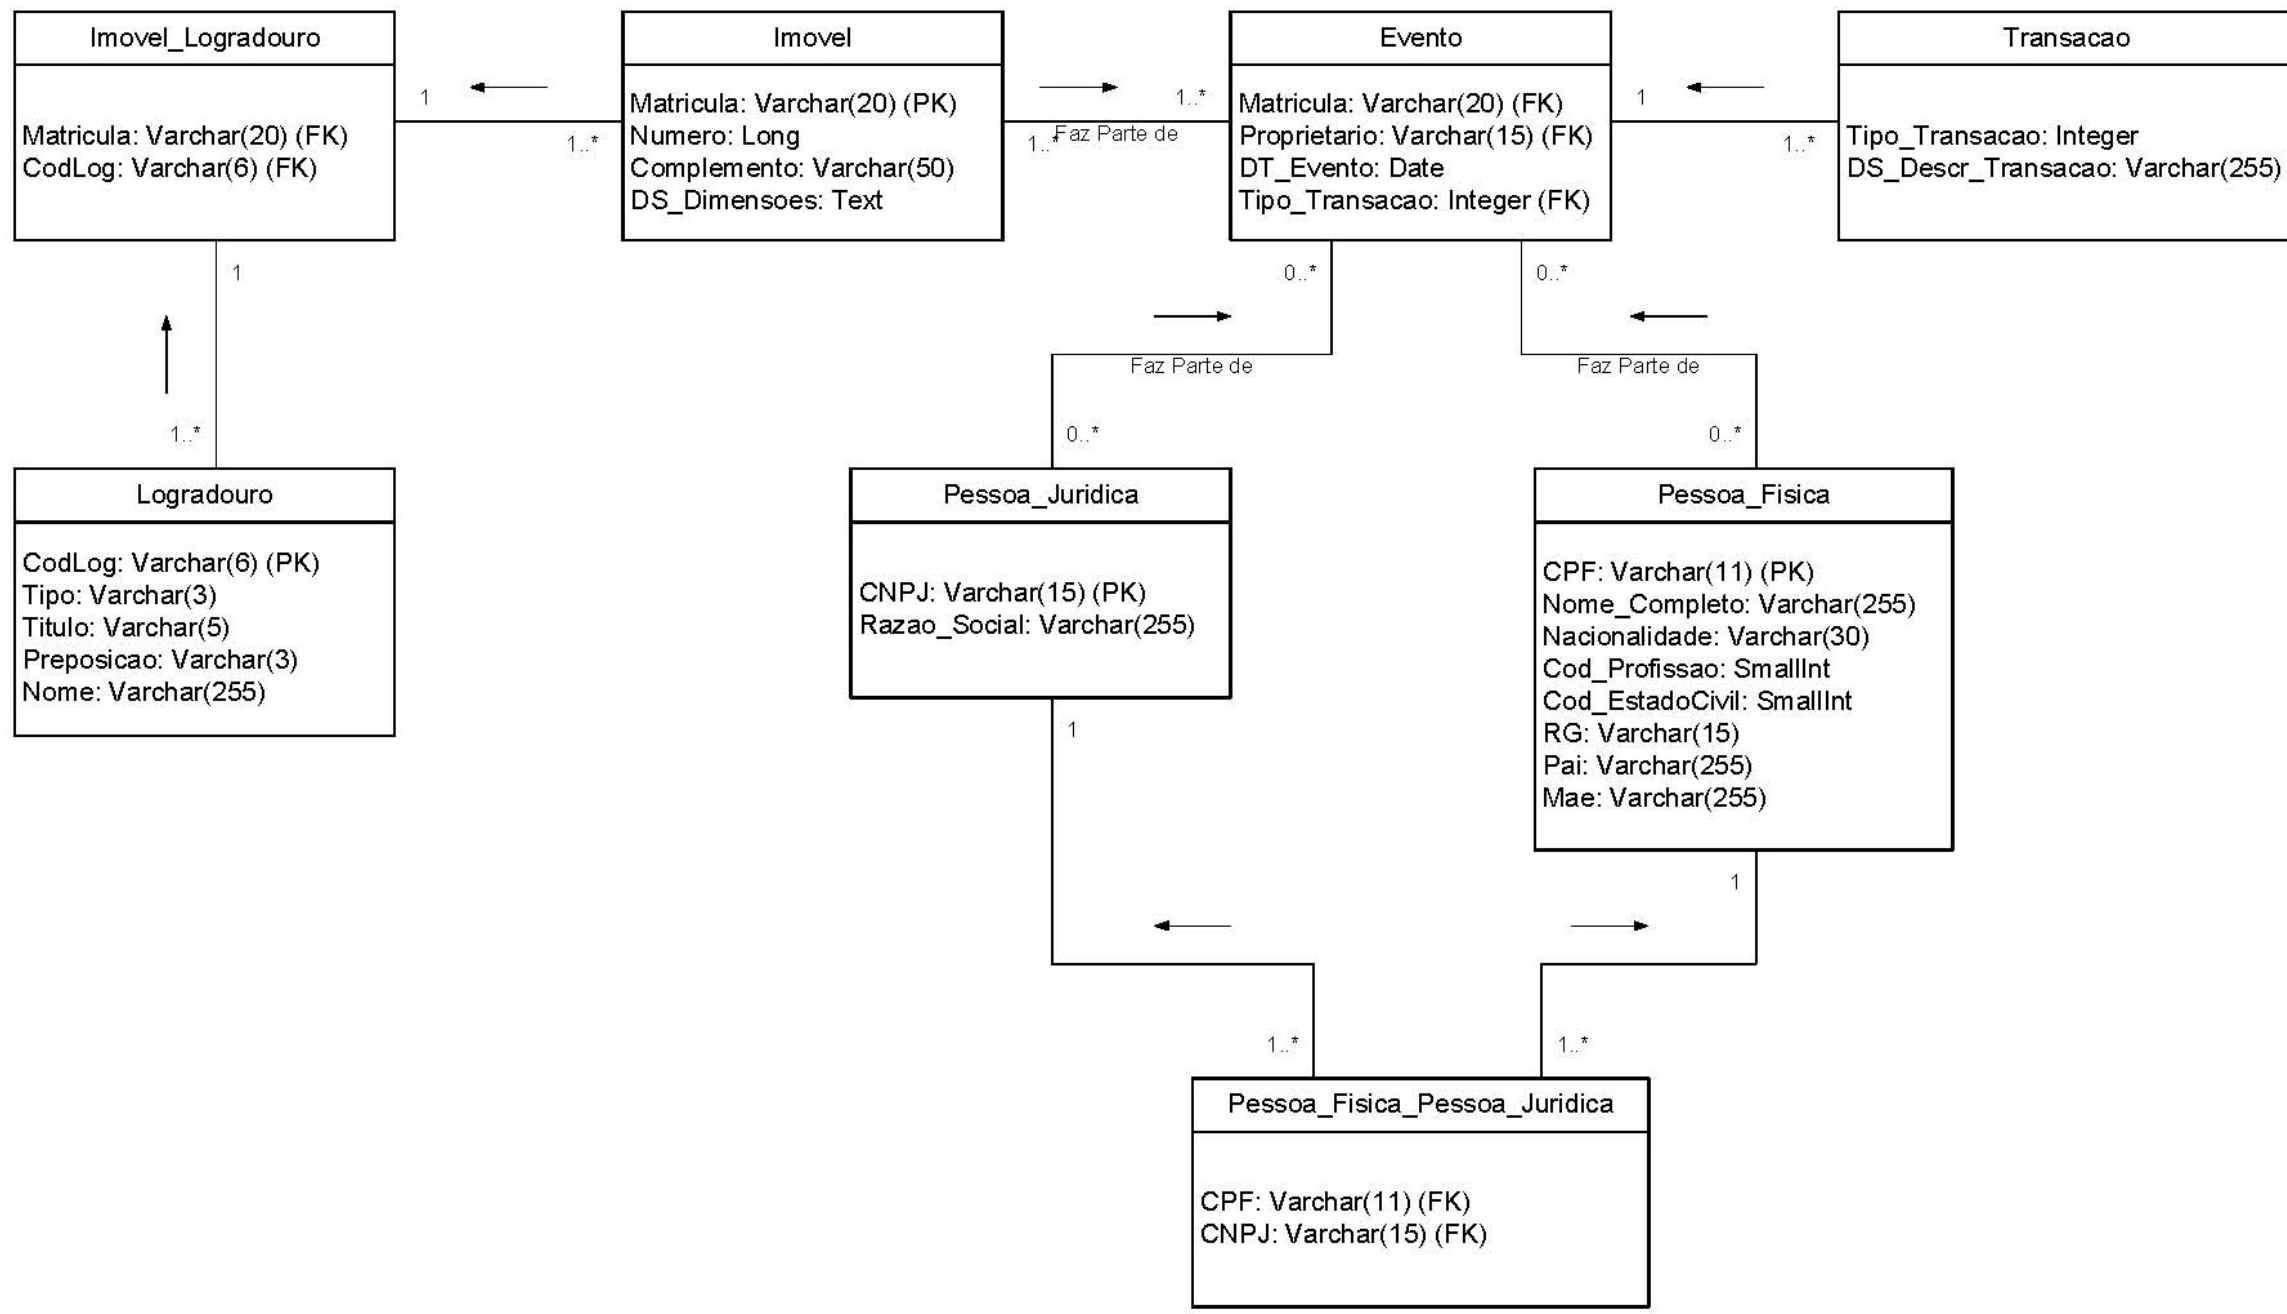 Imovel_Logradouro
Matricula: Varchar(20) (FK)
CodLog: Varchar(6) (FK)
1
1..*
Imovel
Matricula: Varchar(20) (PK)
Numero: Long
Complemento: Varchar(50)
DS_Dimensoes: Text
1..*
1..*
Faz Parte de
Evento
Matricula: Varchar(20) (FK)
Proprietario: Varchar(15) (FK)
DT_Evento: Date
Tipo_Transacao: Integer (FK)
1
1..*
Transacao
Tipo_Transacao: Integer
DS_Descr_Transacao: Varchar(255)
1
1..*
0..*
Faz Parte de
0..*
0..*
Faz Parte de
0..*
Logradouro
CodLog: Varchar(6) (PK)
Tipo: Varchar(3)
Titulo: Varchar(5)
Preposicao: Varchar(3)
Nome: Varchar(255)
Pessoa_Juridica
CNPJ: Varchar(15) (PK)
Razao_Social: Varchar(255)
Pessoa_Fisica
CPF: Varchar(11) (PK)
Nome_Completo: Varchar(255)
Nacionalidade: Varchar(30)
Cod_Profissao: SmallInt
Cod_EstadoCivil: SmallInt
RG: Varchar(15)
Pai: Varchar(255)
Mae: Varchar(255)
1
1
1..*
1..*
Pessoa_Fisica_Pessoa_Juridica
CPF: Varchar(11) (FK)
CNPJ: Varchar(15) (FK)